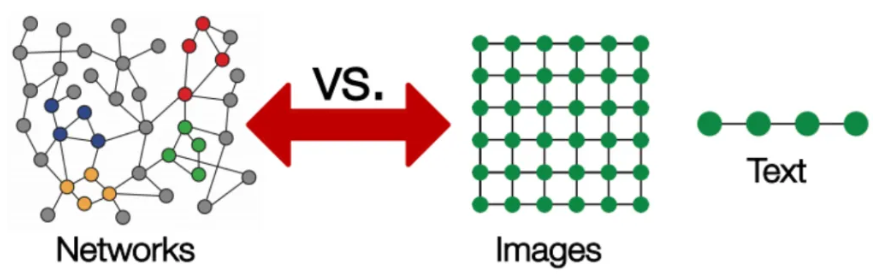 VS.
Networks
Images
Text